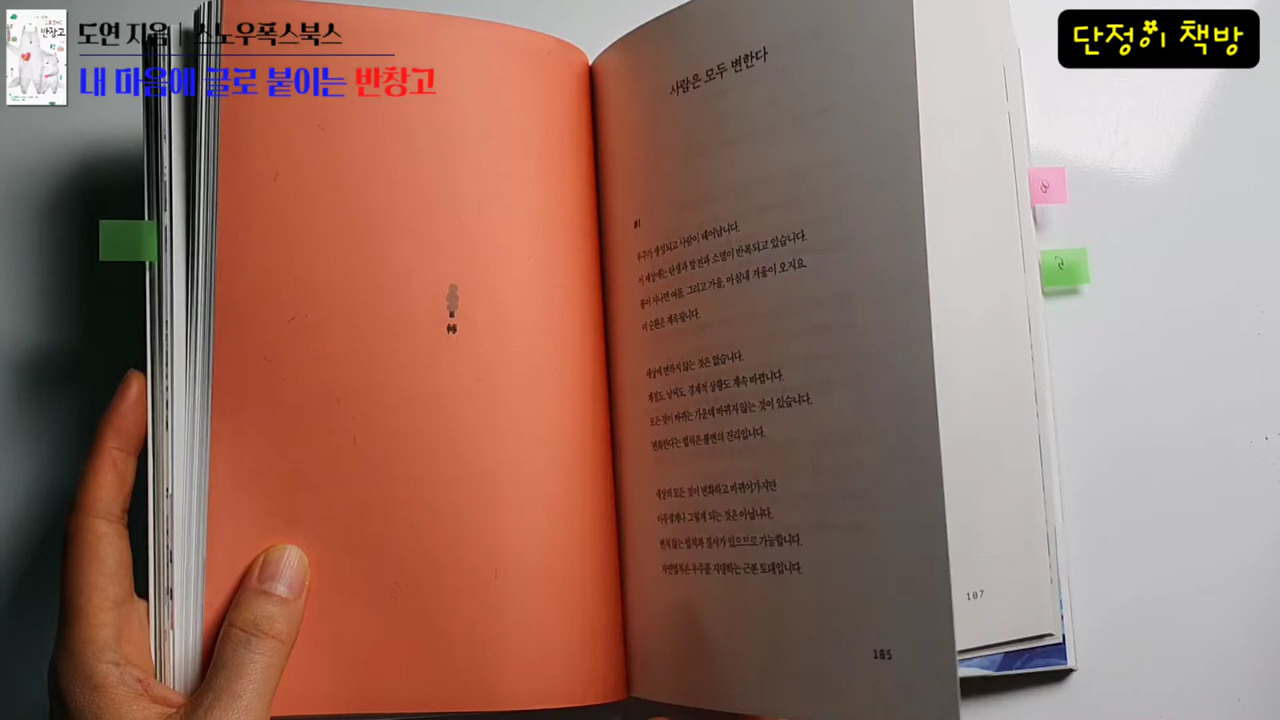 도연 지음 | 스노우폭스북스
내 마음에 글로 붙이는 반창고
반창고
단정이 책방
轉
사람은 모두 변한다
#1
우주가 생성되고 사람이 태어납니다.
이 세상에는 탄생과 발전과 소멸이 반복되고 있습니다.
봄이 지나면 여름, 그리고 가을, 마침내 겨울이 오지요.
이 순환은 계속됩니다.
세상에 변하지 않는 것은 없습니다.
계절도 날씨도 경제적 상황도 계속 바뀝니다.
모든 것이 바뀌는 가운데 바뀌지 않는 것이 있습니다.
변화한다는 법칙은 불변의 진리입니다.
세상의 모든 것이 변화하고 바뀌어가지만
아무렇게나 그렇게 되는 것은 아닙니다.
변치 않는 법칙과 질서가 있으므로 가능합니다.
자연법칙은 우주를 지탱하는 근본 토대입니다.
105
107